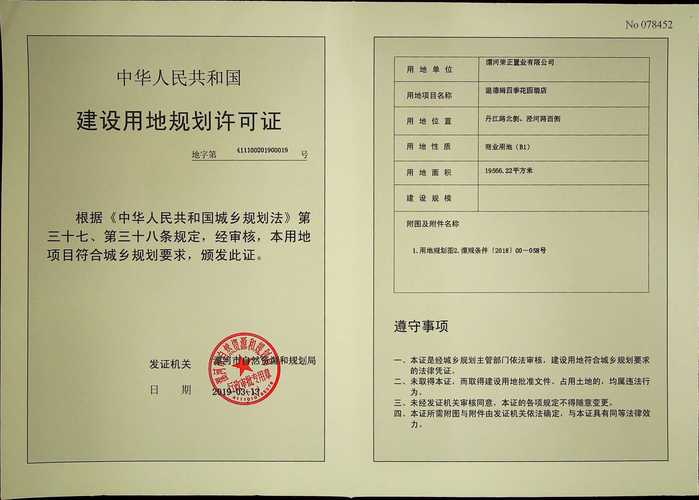 中华人民共和国
建设用地规划许可证
地字第 411100201900019 号
根据《中华人民共和国城乡规划法》第
三十七、第三十八条规定，经审核，本用地
项目符合城乡规划要求，颁发此证。
发证机关 漯河市自然资源和规划局
日期 2019-03-13
行政审批专用章
No 078452
用地单位 漯河荣正置业有限公司
用地项目名称 温德姆四季花园酒店
用地位置 丹江路北侧、泾河路西侧
用地性质 商业用地（B1）
用地面积 19566.22平方米
建设规模
附图及附件名称
1.用地规划图2.漯规条件〔2018〕00-058号
遵守事项
一、本证是经城乡规划主管部门依法审核，建设用地符合城乡规划要求
的法律凭证。
二、未取得本证，而取得建设用地批准文件、占用土地的，均属违法行
为。
三、未经发证机关审核同意，本证的各项规定不得随意变更。
四、本证所需附图与附件由发证机关依法确定，与本证具有同等法律效
力。